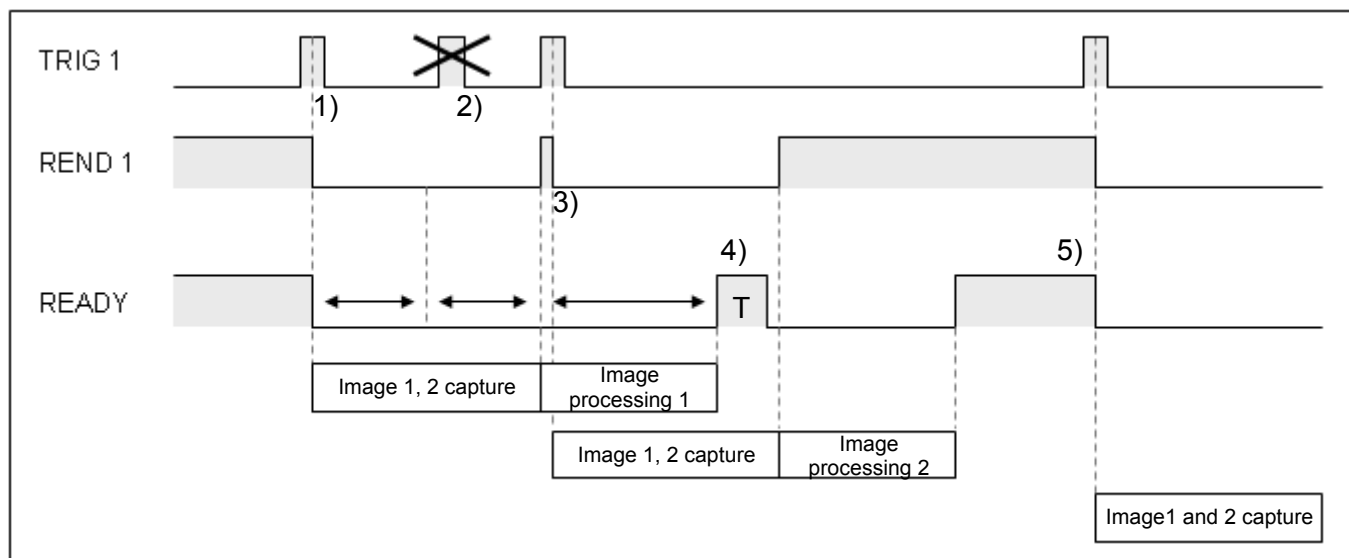 TRIG 1
1)
2)
REND 1
3)
4)
5)
READY
T
Image 1, 2 capture
Image
processing 1
Image 1, 2 capture
Image
processing 2
Image1 and 2 capture